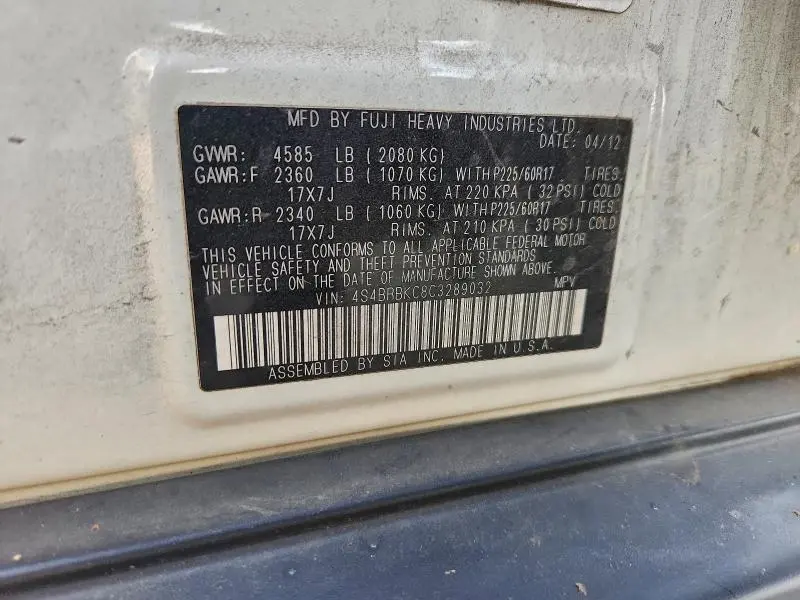 MFD BY FUJI HEAVY INDUSTRIES LTD.
DATE: 04/12
GVWR: 4585 LB (2080 KG)
GAWR:F 2360 LB (1070 KG) WITH P225/60R17 TIRES.
17X7J RIMS. AT 220 KPA (32 PSI) COLD
GAWR:R 2340 LB (1060 KG) WITH P225/60R17 TIRES.
17X7J RIMS. AT 210 KPA (30 PSI) COLD
THIS VEHICLE CONFORMS TO ALL APPLICABLE FEDERAL MOTOR
VEHICLE SAFETY AND THEFT PREVENTION STANDARDS
IN EFFECT ON THE DATE OF MANUFACTURE SHOWN ABOVE.
MPV
VIN: 4S4BRBKC8C3289032
ASSEMBLED BY SIA INC. MADE IN U.S.A.